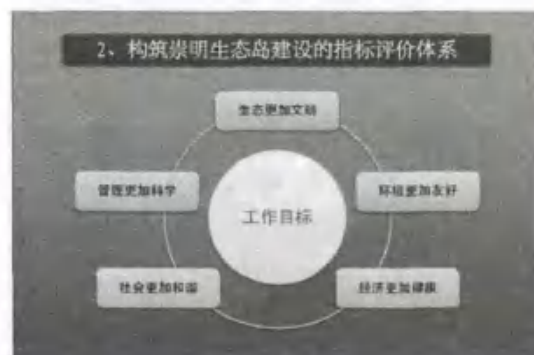 2、构筑崇明生态岛建设的指标评价体系
生态更加文明
管理更加科学
环境更加友好
工作目标
社会更加和谐
经济更加健康